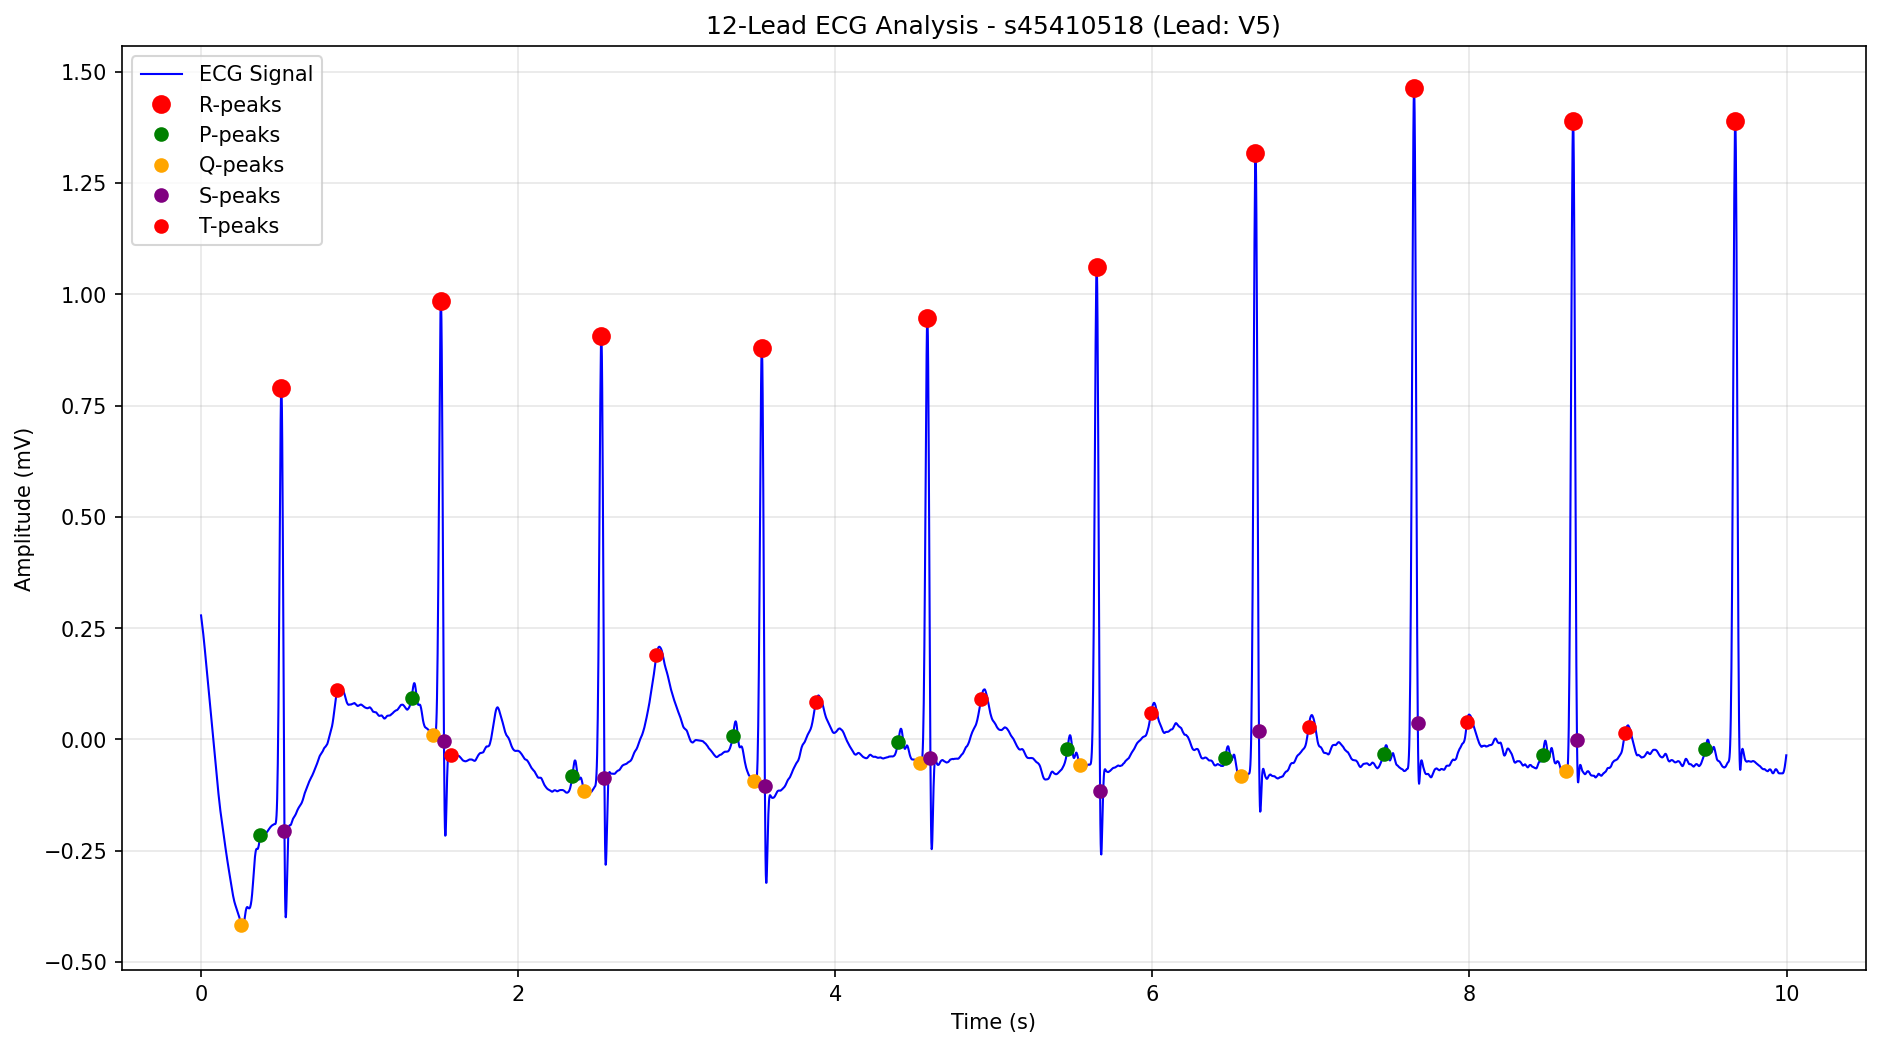 12-Lead ECG Analysis - s45410518 (Lead: V5)
ECG Signal
R-peaks
P-peaks
Q-peaks
S-peaks
T-peaks
Amplitude (mV)
1.50
1.25
1.00
0.75
0.50
0.25
0.00
−0.25
−0.50
0 2 4 6 8 10
Time (s)